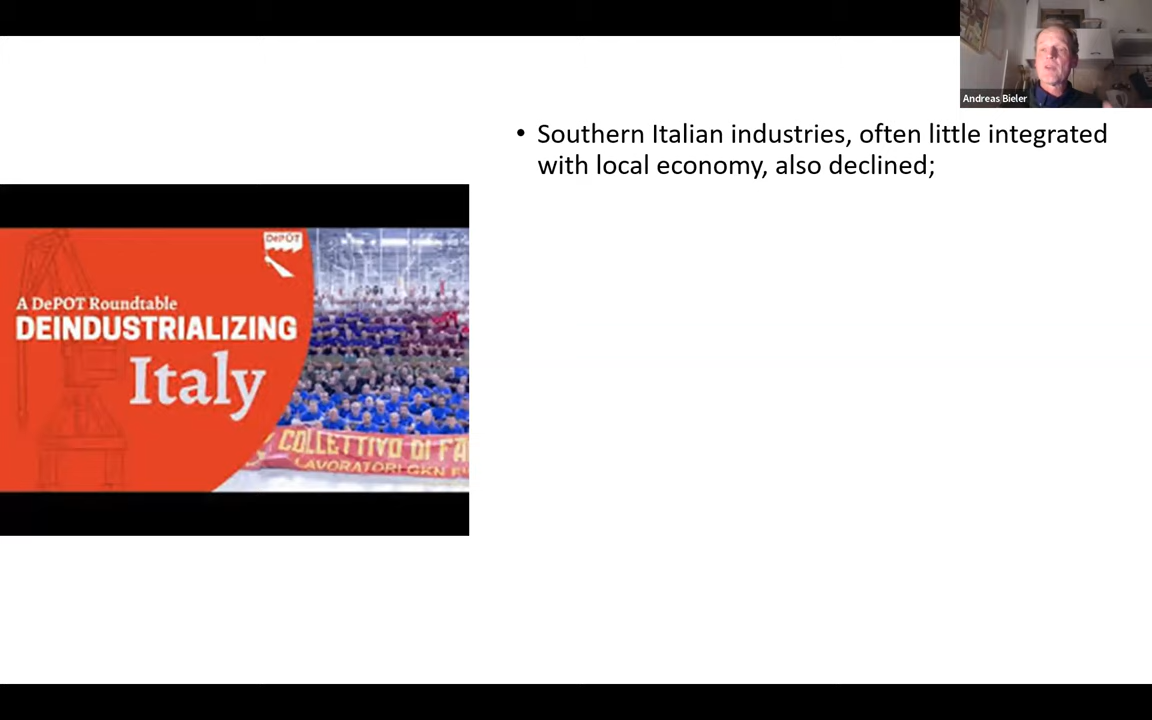 Andreas Bieler
• Southern Italian industries, often little integrated
with local economy, also declined;
DePOT
A DePOT Roundtable
DEINDUSTRIALIZING
Italy
COLLETTIVO DI FA
LAVORATORI GKN